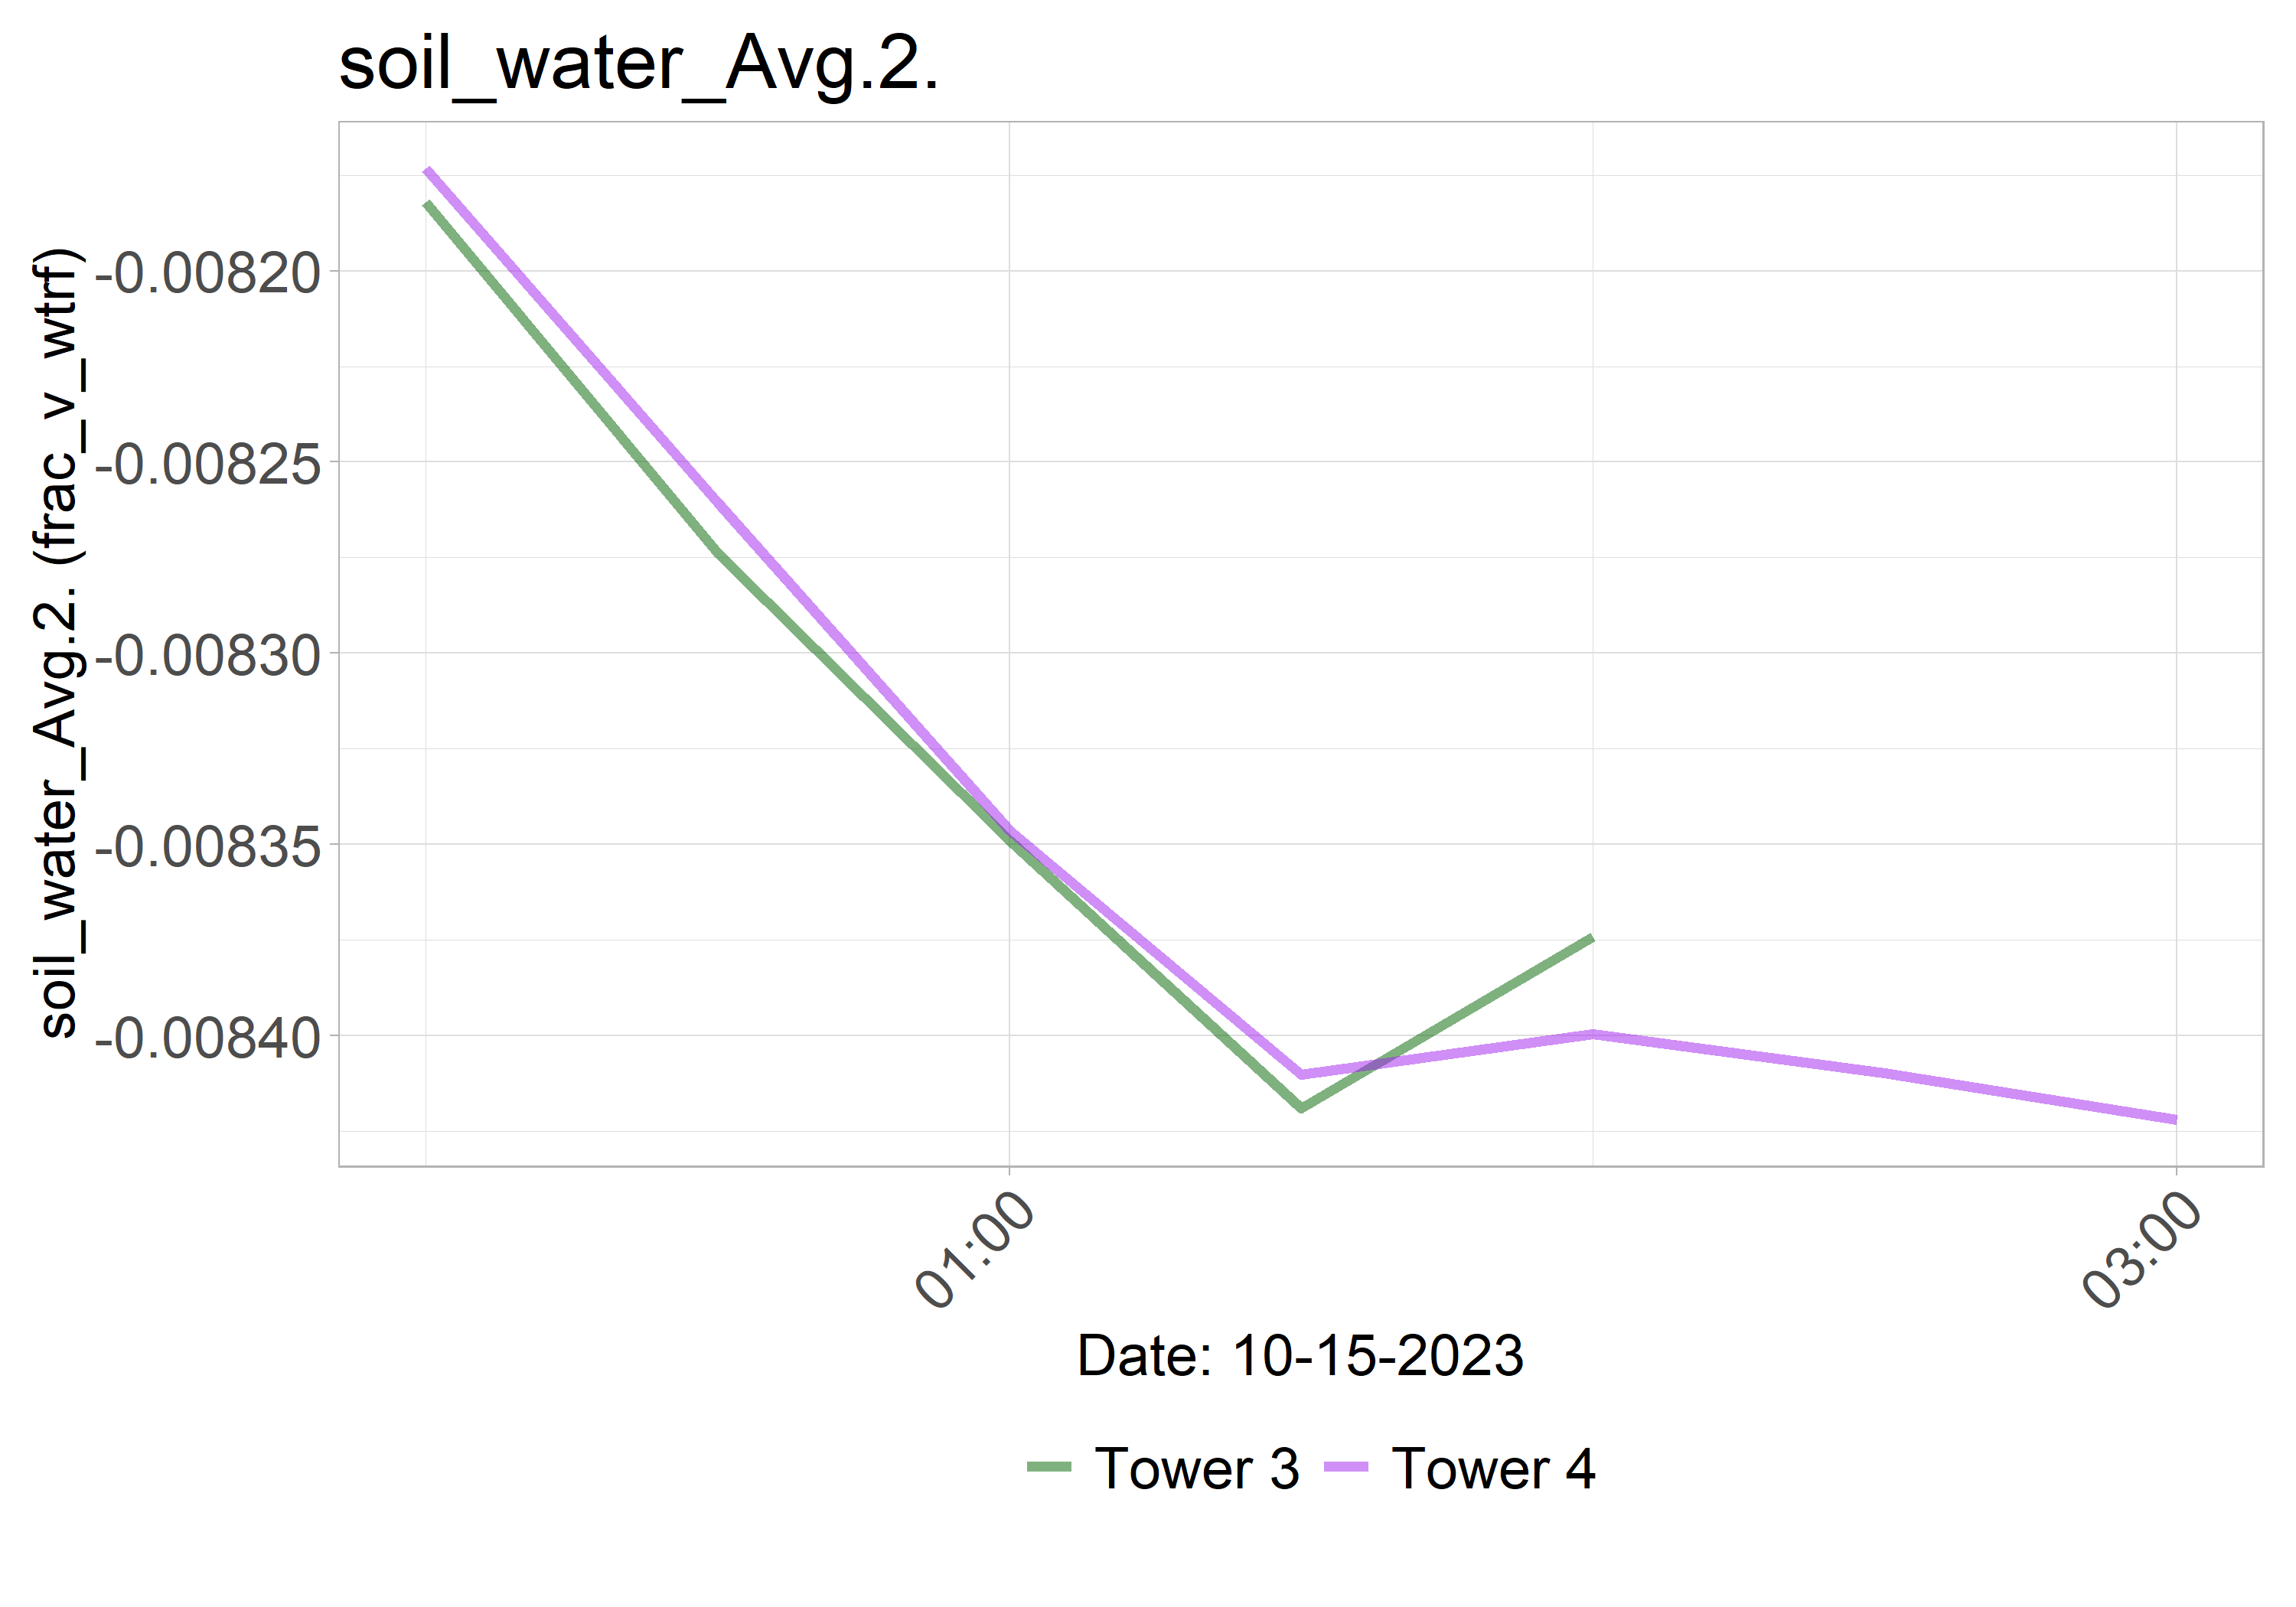 soil_water_Avg.2.
soil_water_Avg.2. (frac_v_wtrf)
-0.00820
-0.00825
-0.00830
-0.00835
-0.00840
01:00
03:00
Date: 10-15-2023
Tower 3
Tower 4